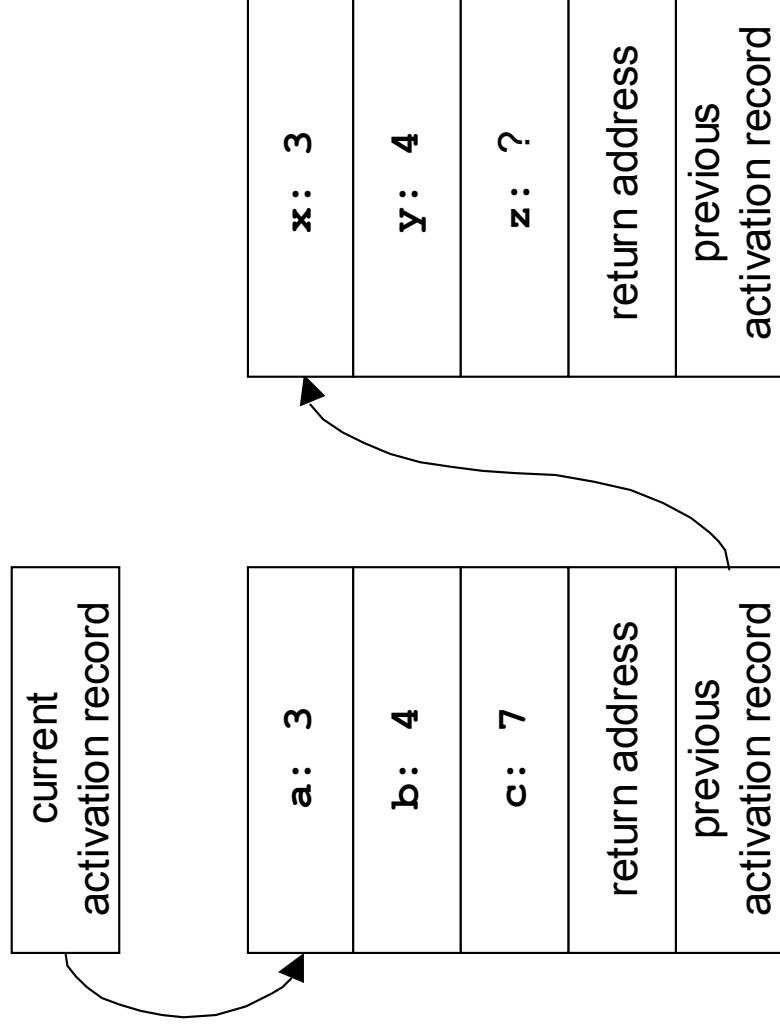 current
activation record
a: 3
b: 4
c: 7
return address
previous
activation record
x: 3
y: 4
z: ?
return address
previous
activation record